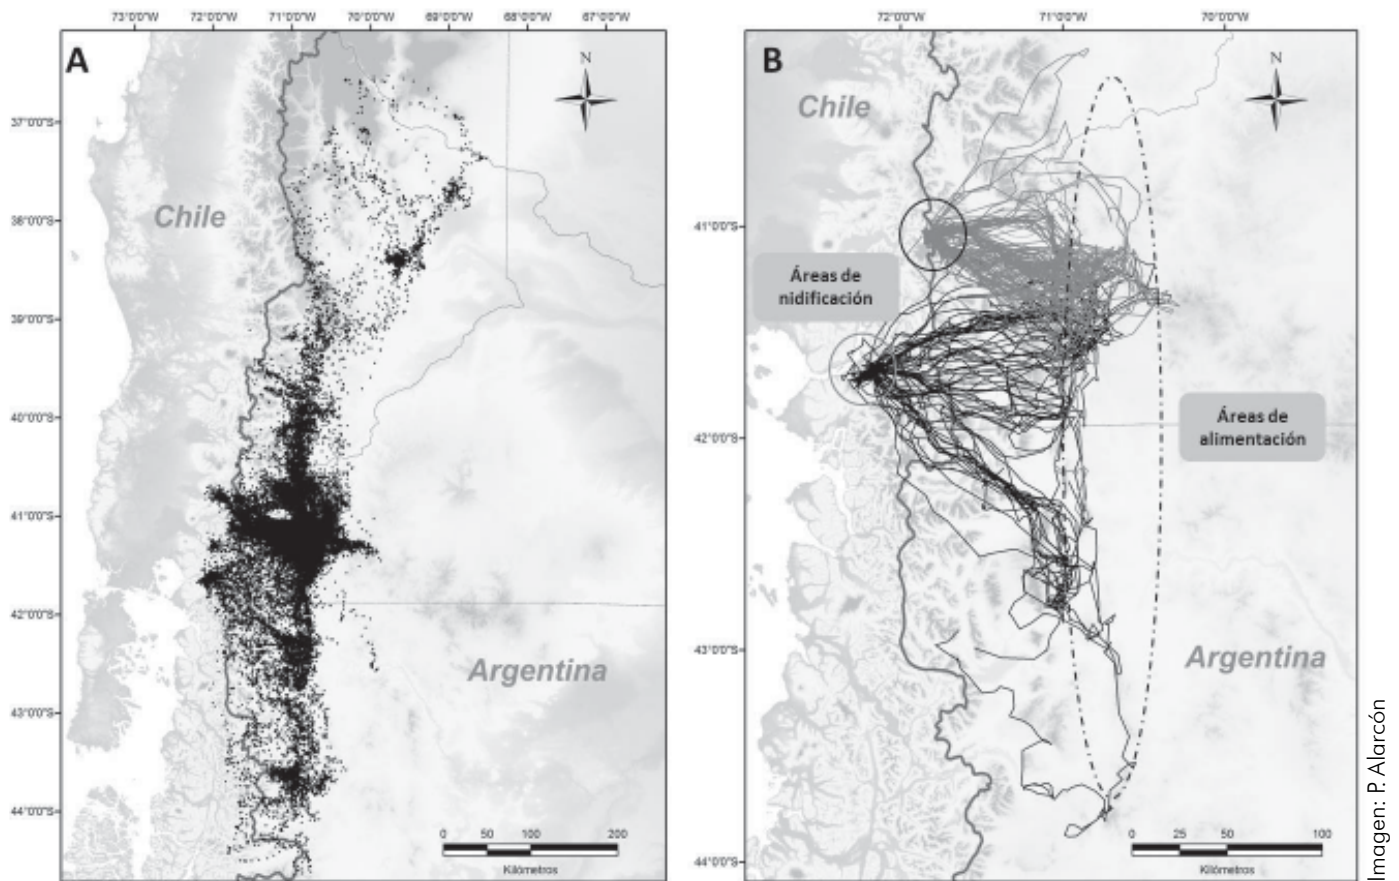 73°0'0"W 72°0'0"W 71°0'0"W 70°0'0"W 69°0'0"W 68°0'0"W 67°0'0"W
A
N
37°0'0"S
Chile
38°0'0"S
39°0'0"S
40°0'0"S
41°0'0"S
42°0'0"S
Argentina
43°0'0"S
44°0'0"S
0 50 100 200
Kilómetros
72°0'0"W 71°0'0"W 70°0'0"W
B
N
Chile
41°0'0"S
Áreas de
nidificación
42°0'0"S
Áreas de
alimentación
43°0'0"S
Argentina
44°0'0"S
0 25 50 100
Kilómetros
Imagen: P. Alarcón